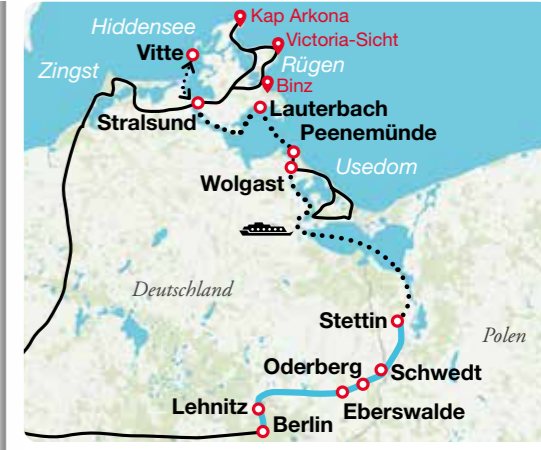 Kap Arkona
Hiddensee
Victoria-Sicht
Vitte
Rügen
Zingst
Binz
Lauterbach
Stralsund
Peenemünde
Usedom
Wolgast
Deutschland
Stettin
Polen
Oderberg
Schwedt
Lehnitz
Eberswalde
Berlin